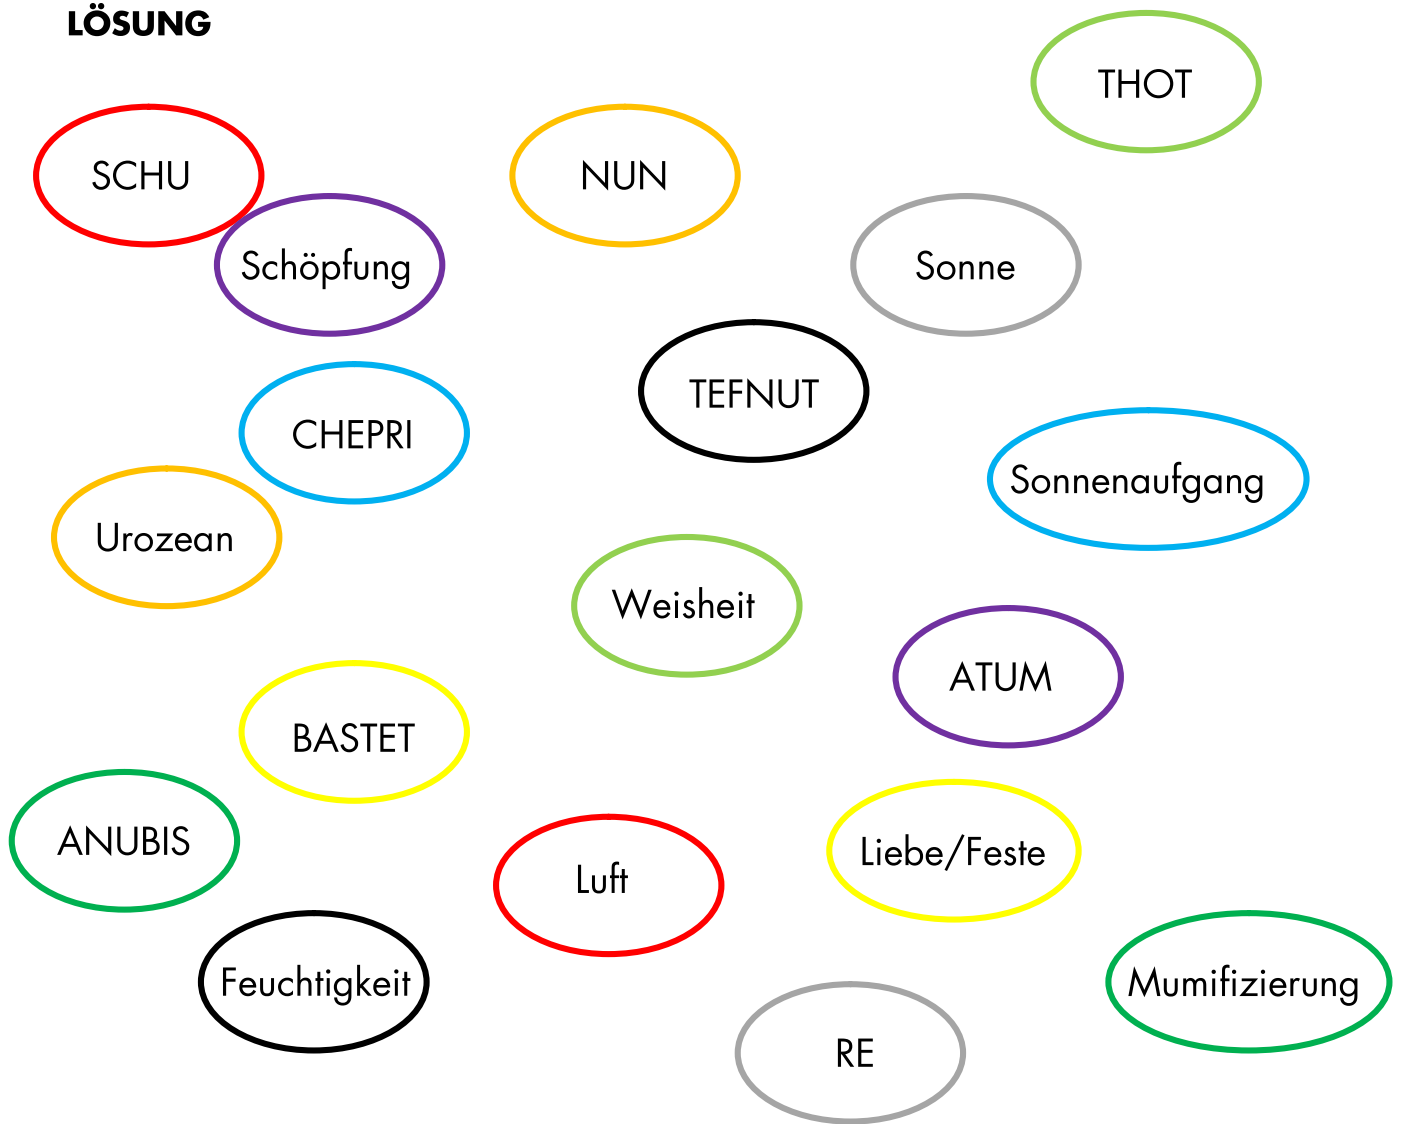 LÖSUNG
THOT
SCHU
NUN
Schöpfung
Sonne
TEFNUT
CHEPRI
Sonnenaufgang
Urozean
Weisheit
ATUM
BASTET
ANUBIS
Liebe/Feste
Luft
Feuchtigkeit
Mumifizierung
RE